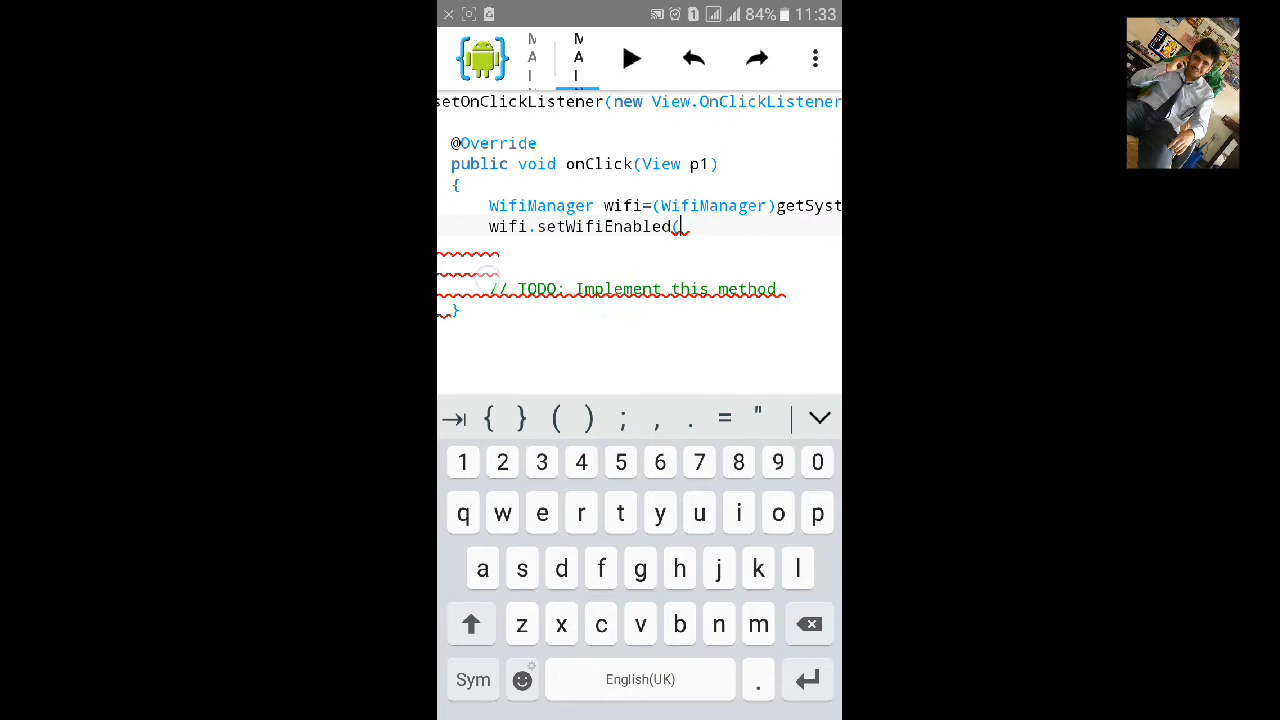 84% 11:33
M M
A A
I I
setOnClickListener(new View.OnClickListener
@Override
public void onClick(View p1)
{
WifiManager wifi=(WifiManager)getSyst
wifi.setWifiEnabled(
// TODO: Implement this method
}
{ } ( ) ; , . = "
1 2 3 4 5 6 7 8 9 0
q w e r t y u i o p
a s d f g h j k l
z x c v b n m
Sym English(UK) .